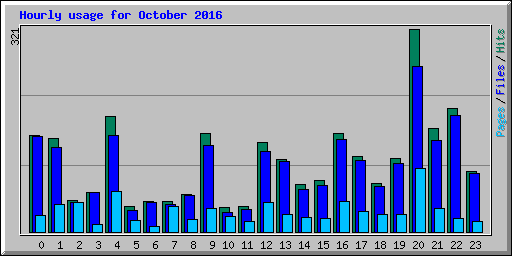 Hourly usage for October 2016
321
Pages / Files / Hits
0 1 2 3 4 5 6 7 8 9 10 11 12 13 14 15 16 17 18 19 20 21 22 23